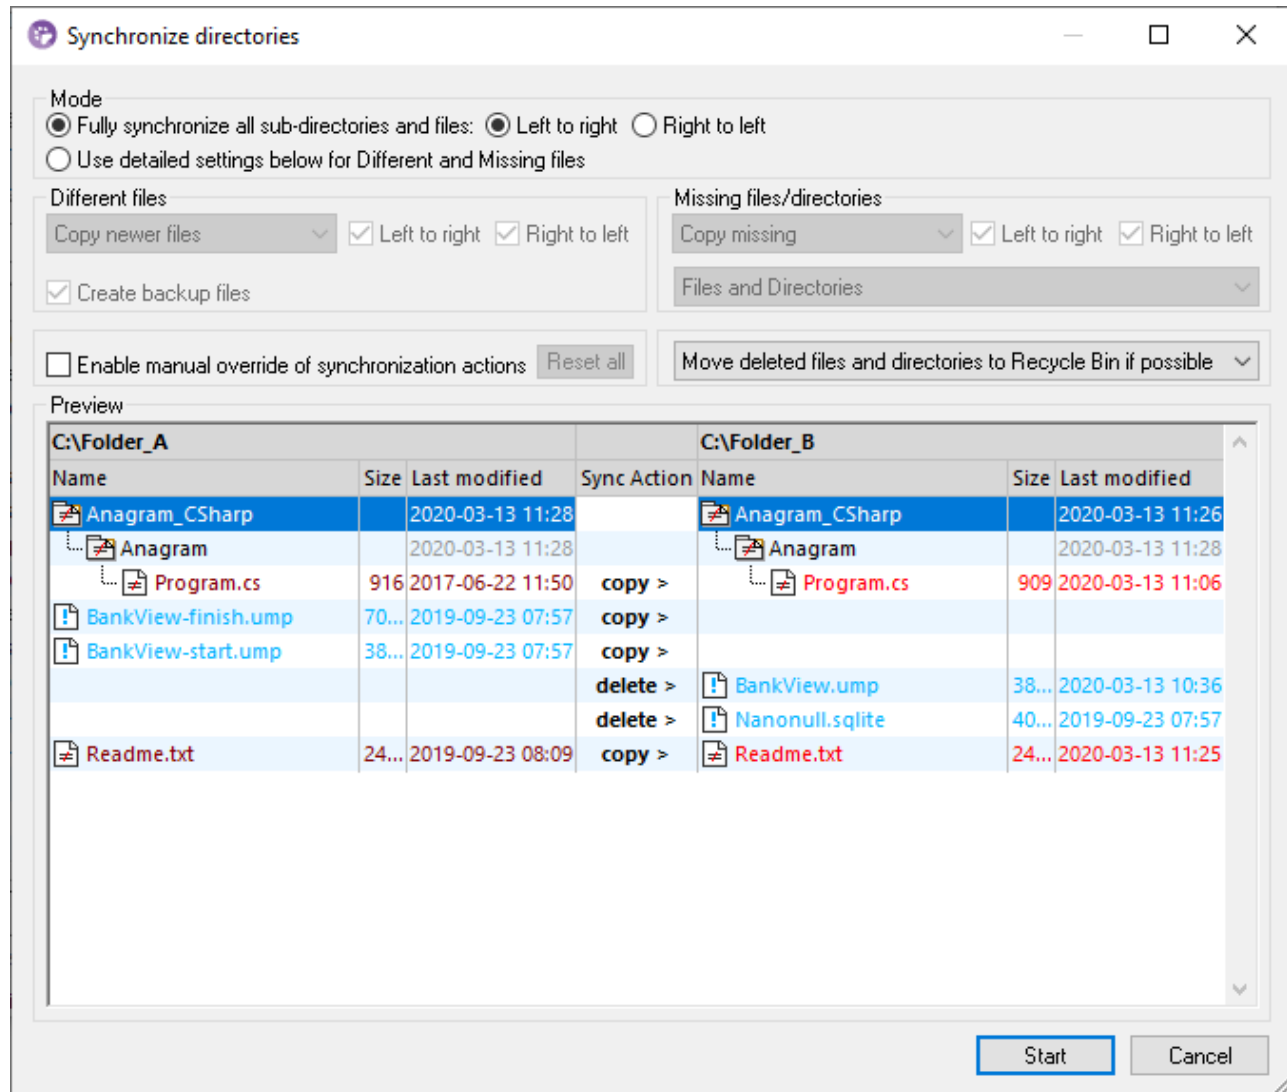 Synchronize directories
Mode
Fully synchronize all sub-directories and files: Left to right Right to left
Use detailed settings below for Different and Missing files
Different files Missing files/directories
Copy newer files Left to right Right to left Copy missing Left to right Right to left
Create backup files Files and Directories
Enable manual override of synchronization actions Reset all Move deleted files and directories to Recycle Bin if possible
Preview
C:\Folder_A C:\Folder_B
Name Size Last modified Sync Action Name Size Last modified
Anagram_CSharp 2020-03-13 11:28 Anagram_CSharp 2020-03-13 11:26
Anagram 2020-03-13 11:28 Anagram 2020-03-13 11:28
Program.cs 916 2017-06-22 11:50 copy > Program.cs 909 2020-03-13 11:06
BankView-finish.ump 70... 2019-09-23 07:57 copy >
BankView-start.ump 38... 2019-09-23 07:57 copy >
delete > BankView.ump 38... 2020-03-13 10:36
delete > Nanonull.sqlite 40... 2019-09-23 07:57
Readme.txt 24... 2019-09-23 08:09 copy > Readme.txt 24... 2020-03-13 11:25
Start Cancel